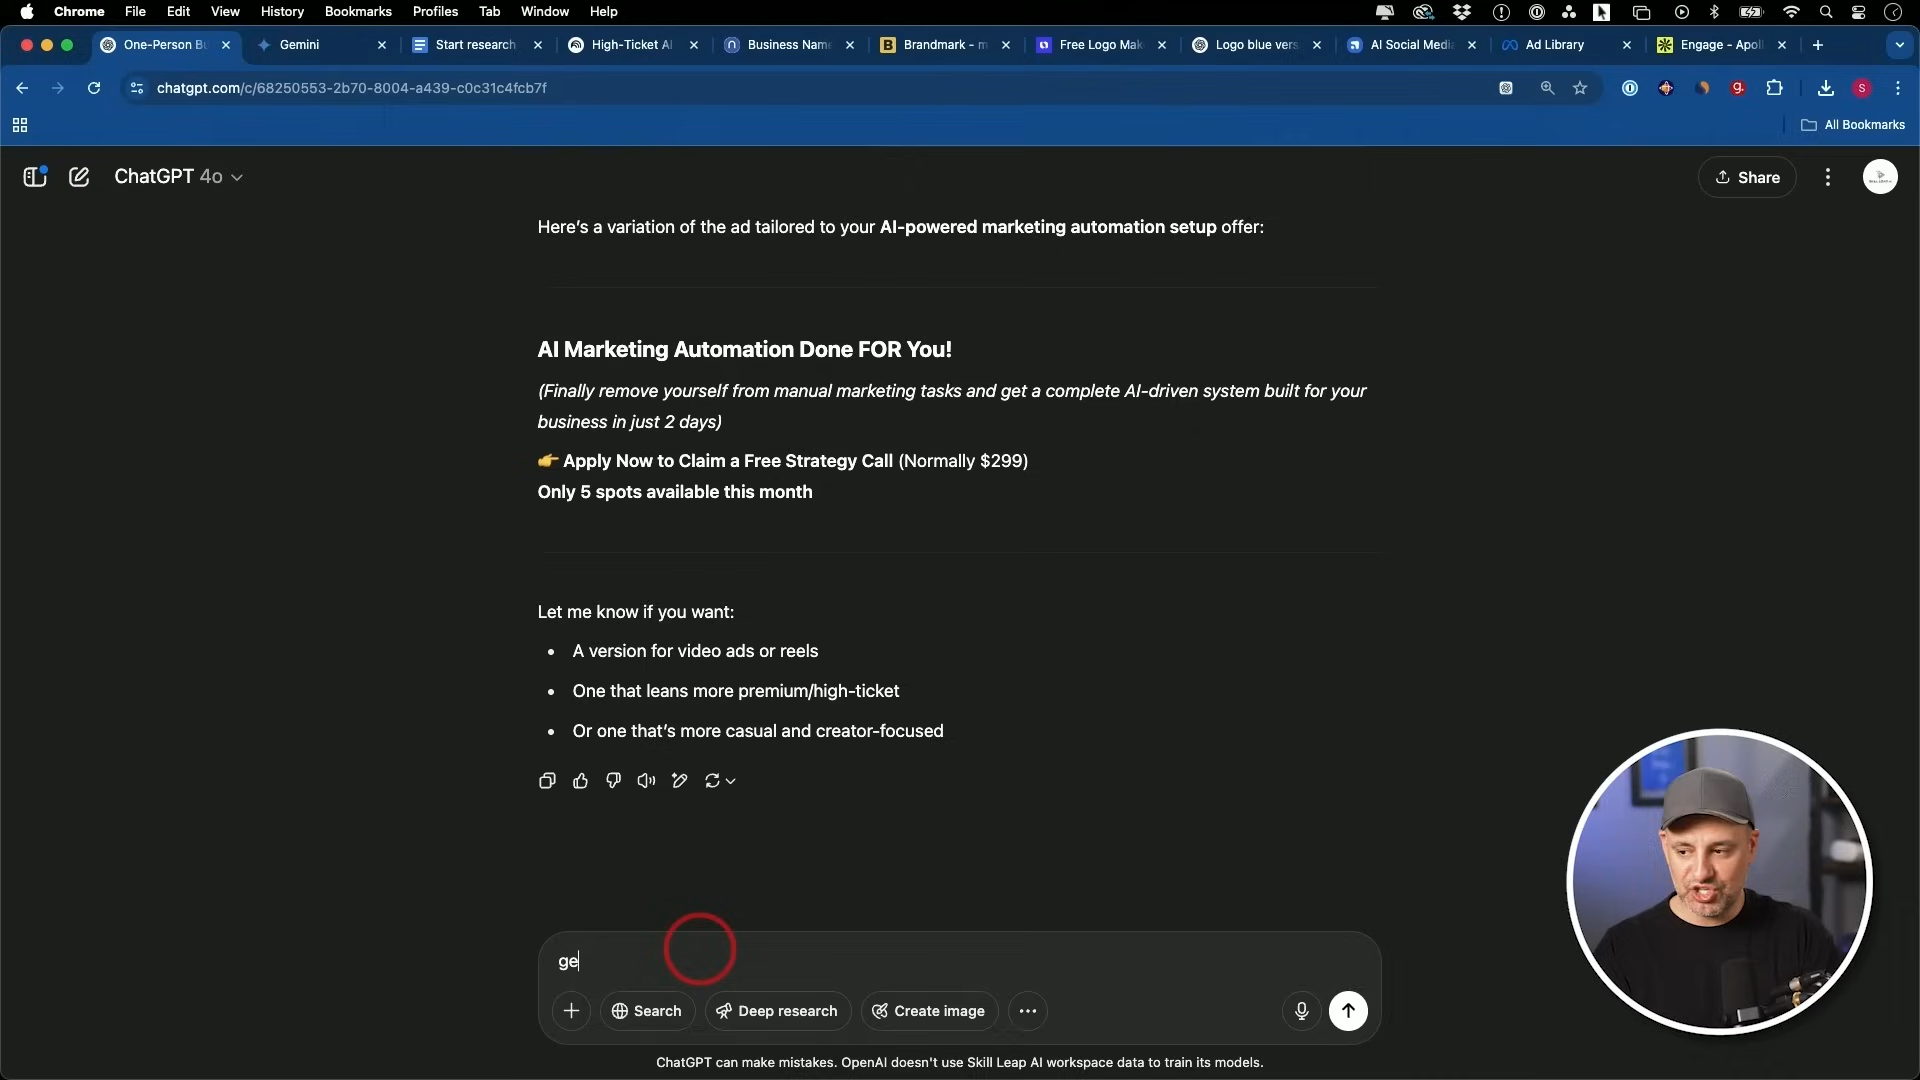 Chrome File Edit View History Bookmarks Profiles Tab Window Help
One-Person Bu Gemini Start research High-Ticket AI Business Name Brandmark - m Free Logo Mak Logo blue vers AI Social Medi Ad Library Engage - Apoll
chatgpt.com/c/68250553-2b70-8004-a439-c0c31c4fcb7f
All Bookmarks
ChatGPT 4o Share
Here's a variation of the ad tailored to your AI-powered marketing automation setup offer:
AI Marketing Automation Done FOR You!
(Finally remove yourself from manual marketing tasks and get a complete AI-driven system built for your
business in just 2 days)
👉 Apply Now to Claim a Free Strategy Call (Normally $299)
Only 5 spots available this month
Let me know if you want:
• A version for video ads or reels
• One that leans more premium/high-ticket
• Or one that's more casual and creator-focused
ge
Search Deep research Create image
ChatGPT can make mistakes. OpenAI doesn't use Skill Leap AI workspace data to train its models.